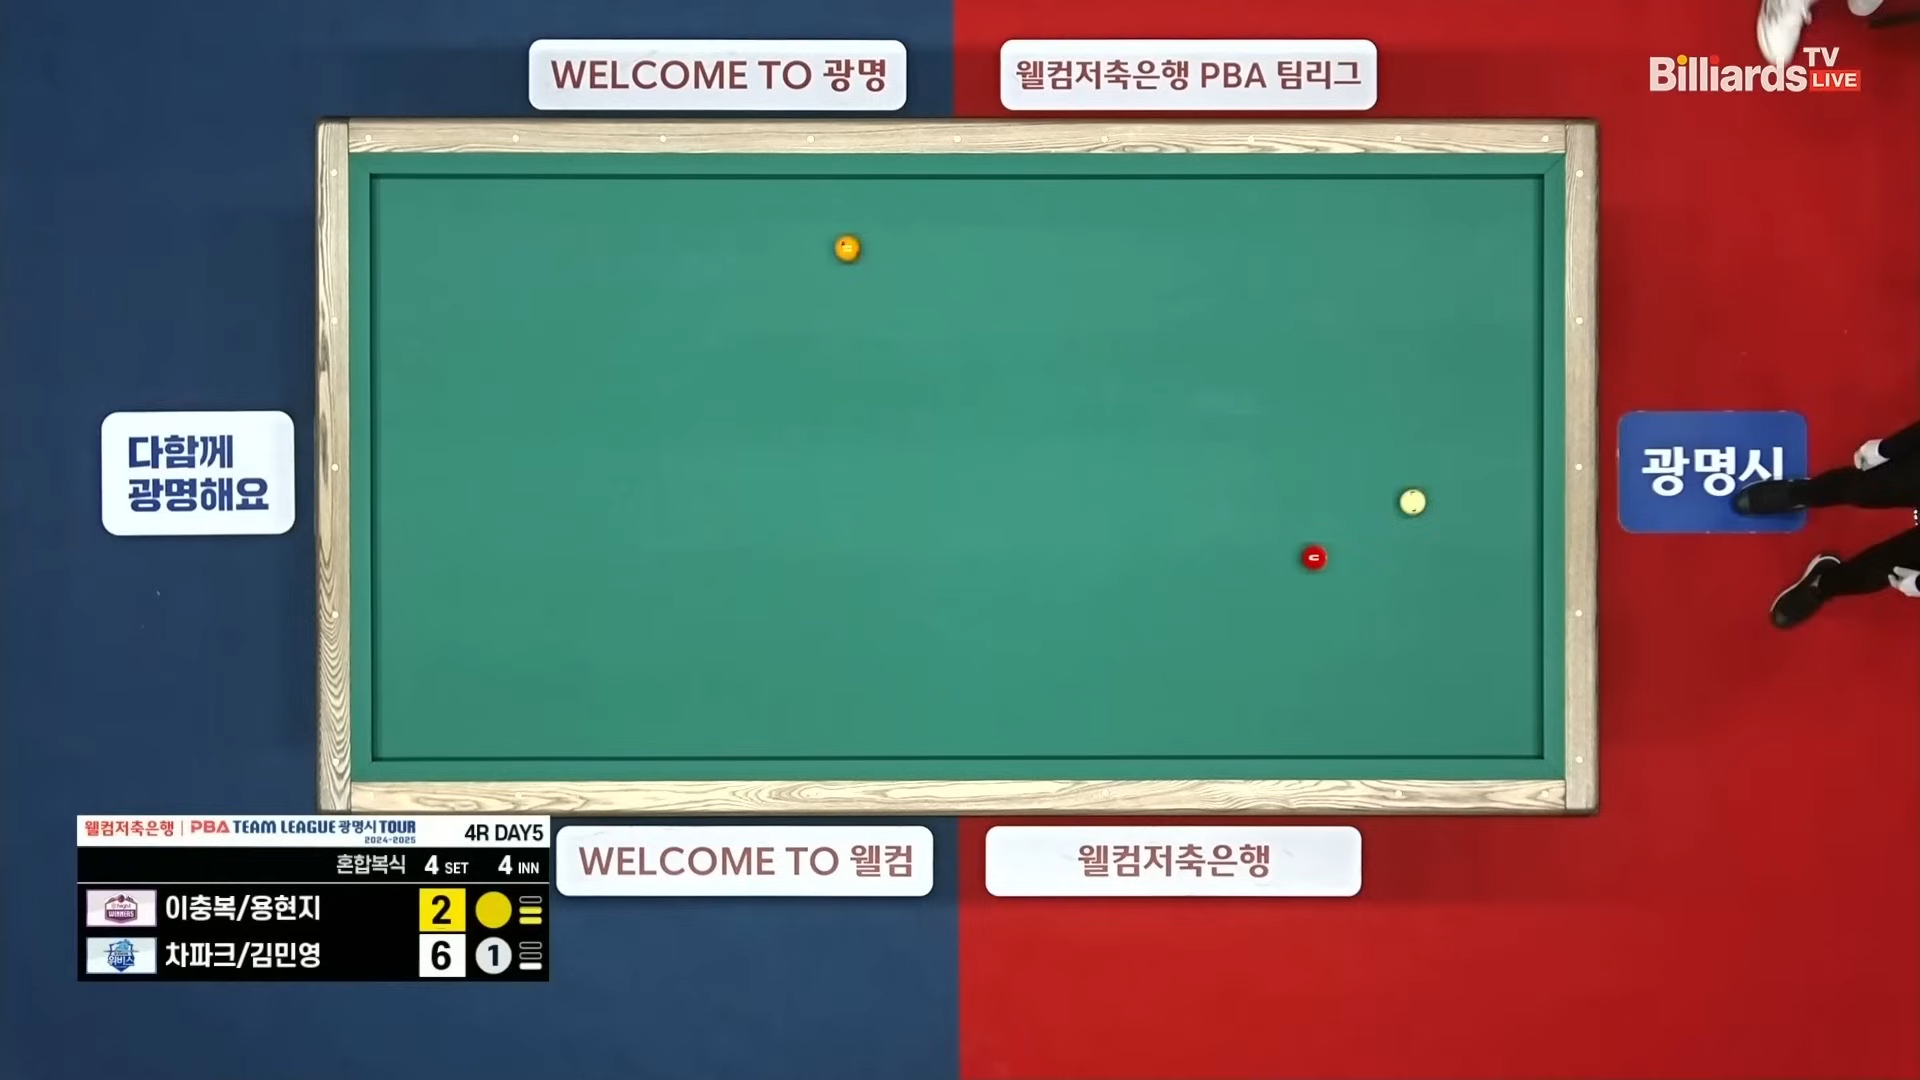 WELCOME TO 광명
웰컴저축은행 PBA 팀리그
Billiards TV LIVE
다함께
광명해요
광명시
웰컴저축은행 | PBA TEAM LEAGUE 광명시 TOUR
2024-2025
4R DAY5
혼합복식 4 SET 4 INN
이충복/용현지 2
차파크/김민영 6 1
WELCOME TO 웰컴
웰컴저축은행